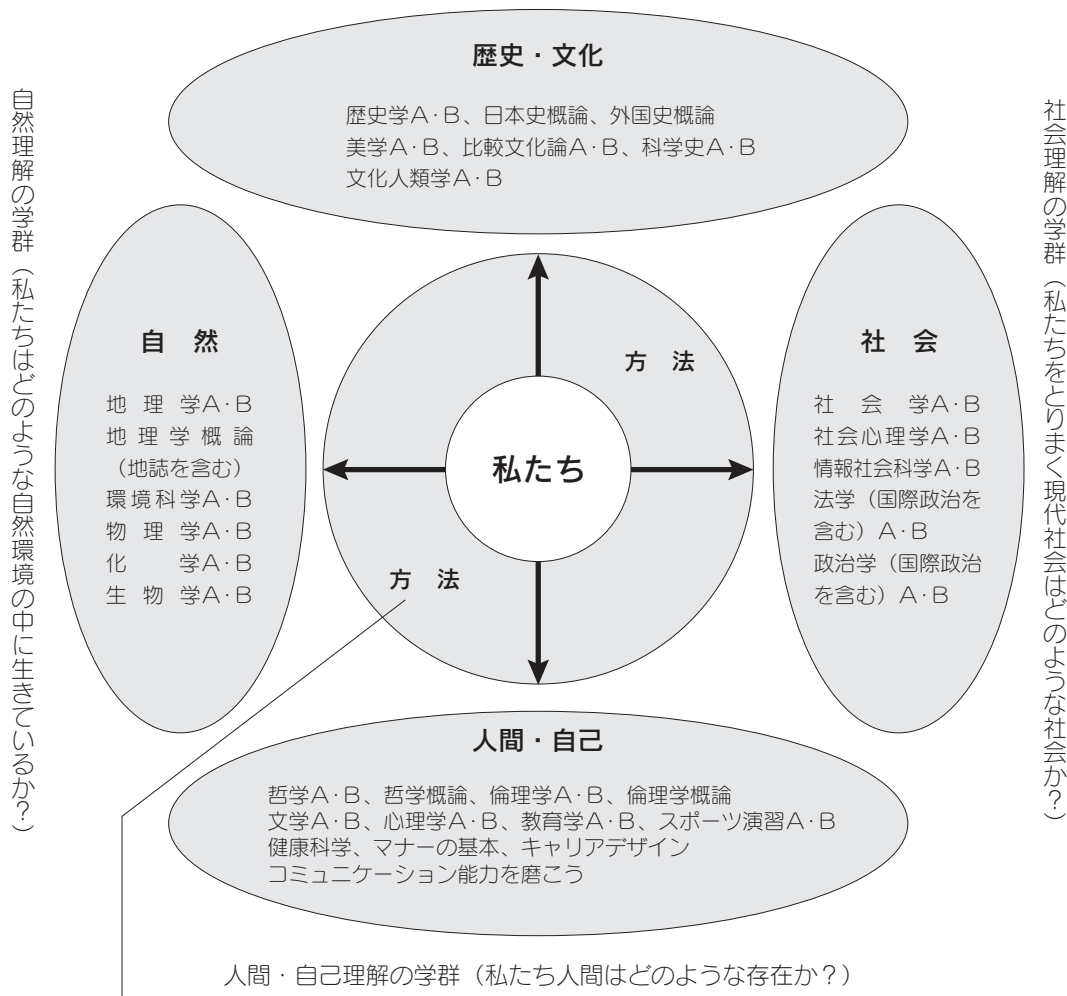 歴史・文化
歴史学A·B、日本史概論、外国史概論
美学A·B、比較文化論A·B、科学史A·B
文化人類学A·B
自然理解の学群（私たちはどのような自然環境の中に生きているか？）
自　然
地 理 学A·B
地理学概論
（地誌を含む）
環境科学A·B
物 理 学A·B
化　　学A·B
生 物 学A·B
方　法
私たち
方　法
社　会
社　会　学A·B
社会心理学A·B
情報社会科学A·B
法学（国際政治を
含む）A·B
政治学（国際政治
を含む）A·B
社会理解の学群（私たちをとりまく現代社会はどのような社会か？）
人間・自己
哲学A·B、哲学概論、倫理学A·B、倫理学概論
文学A·B、心理学A·B、教育学A·B、スポーツ演習A·B
健康科学、マナーの基本、キャリアデザイン
コミュニケーション能力を磨こう
人間・自己理解の学群（私たち人間はどのような存在か？）